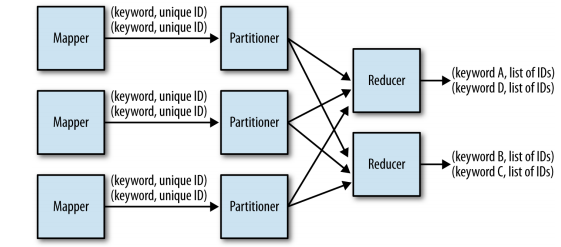 Mapper
(keyword, unique ID)
(keyword, unique ID)
Partitioner
Mapper
(keyword, unique ID)
(keyword, unique ID)
Partitioner
Mapper
(keyword, unique ID)
(keyword, unique ID)
Partitioner
Reducer
(keyword A, list of IDs)
(keyword D, list of IDs)
Reducer
(keyword B, list of IDs)
(keyword C, list of IDs)